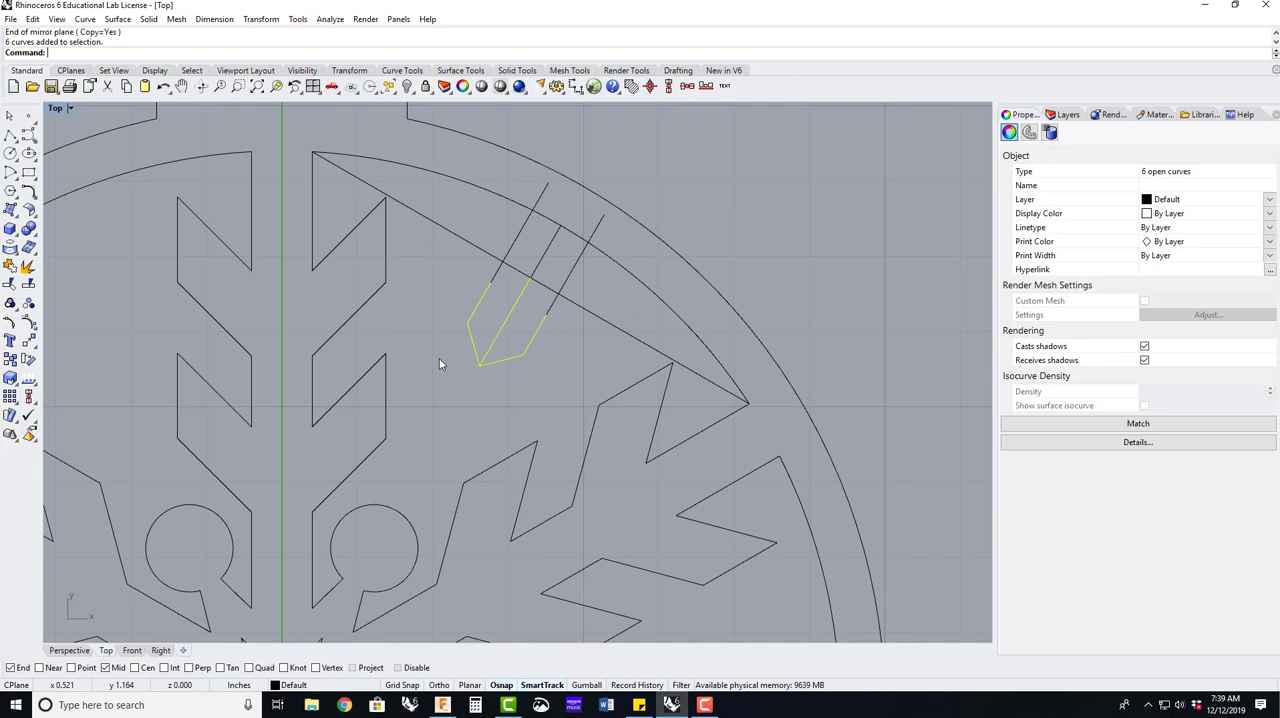 Rhinoceros 6 Educational Lab License - [Top]
File Edit View Curve Surface Solid Mesh Dimension Transform Tools Analyze Render Panels Help
End of mirror plane ( Copy=Yes )
6 curves added to selection.
Command:
Standard CPlanes Set View Display Select Viewport Layout Visibility Transform Curve Tools Surface Tools Solid Tools Mesh Tools Render Tools Drafting New in V6
TEXT
Top
Prope... Layers Rend... Mater... Librari... Help
Object
Type 6 open curves
Name
Layer Default
Display Color By Layer
Linetype By Layer
Print Color By Layer
Print Width By Layer
Hyperlink ...
Render Mesh Settings
Custom Mesh
Settings Adjust...
Rendering
Casts shadows
Receives shadows
Isocurve Density
Density
Show surface isocurve
Match
Details...
y
x
Perspective Top Front Right
End Near Point Mid Cen Int Perp Tan Quad Knot Vertex Project Disable
CPlane x 0.521 y 1.164 z 0.000 Inches Default Grid Snap Ortho Planar Osnap SmartTrack Gumball Record History Filter Available physical memory: 9639 MB
Type here to search
amazon music
7:39 AM
12/12/2019